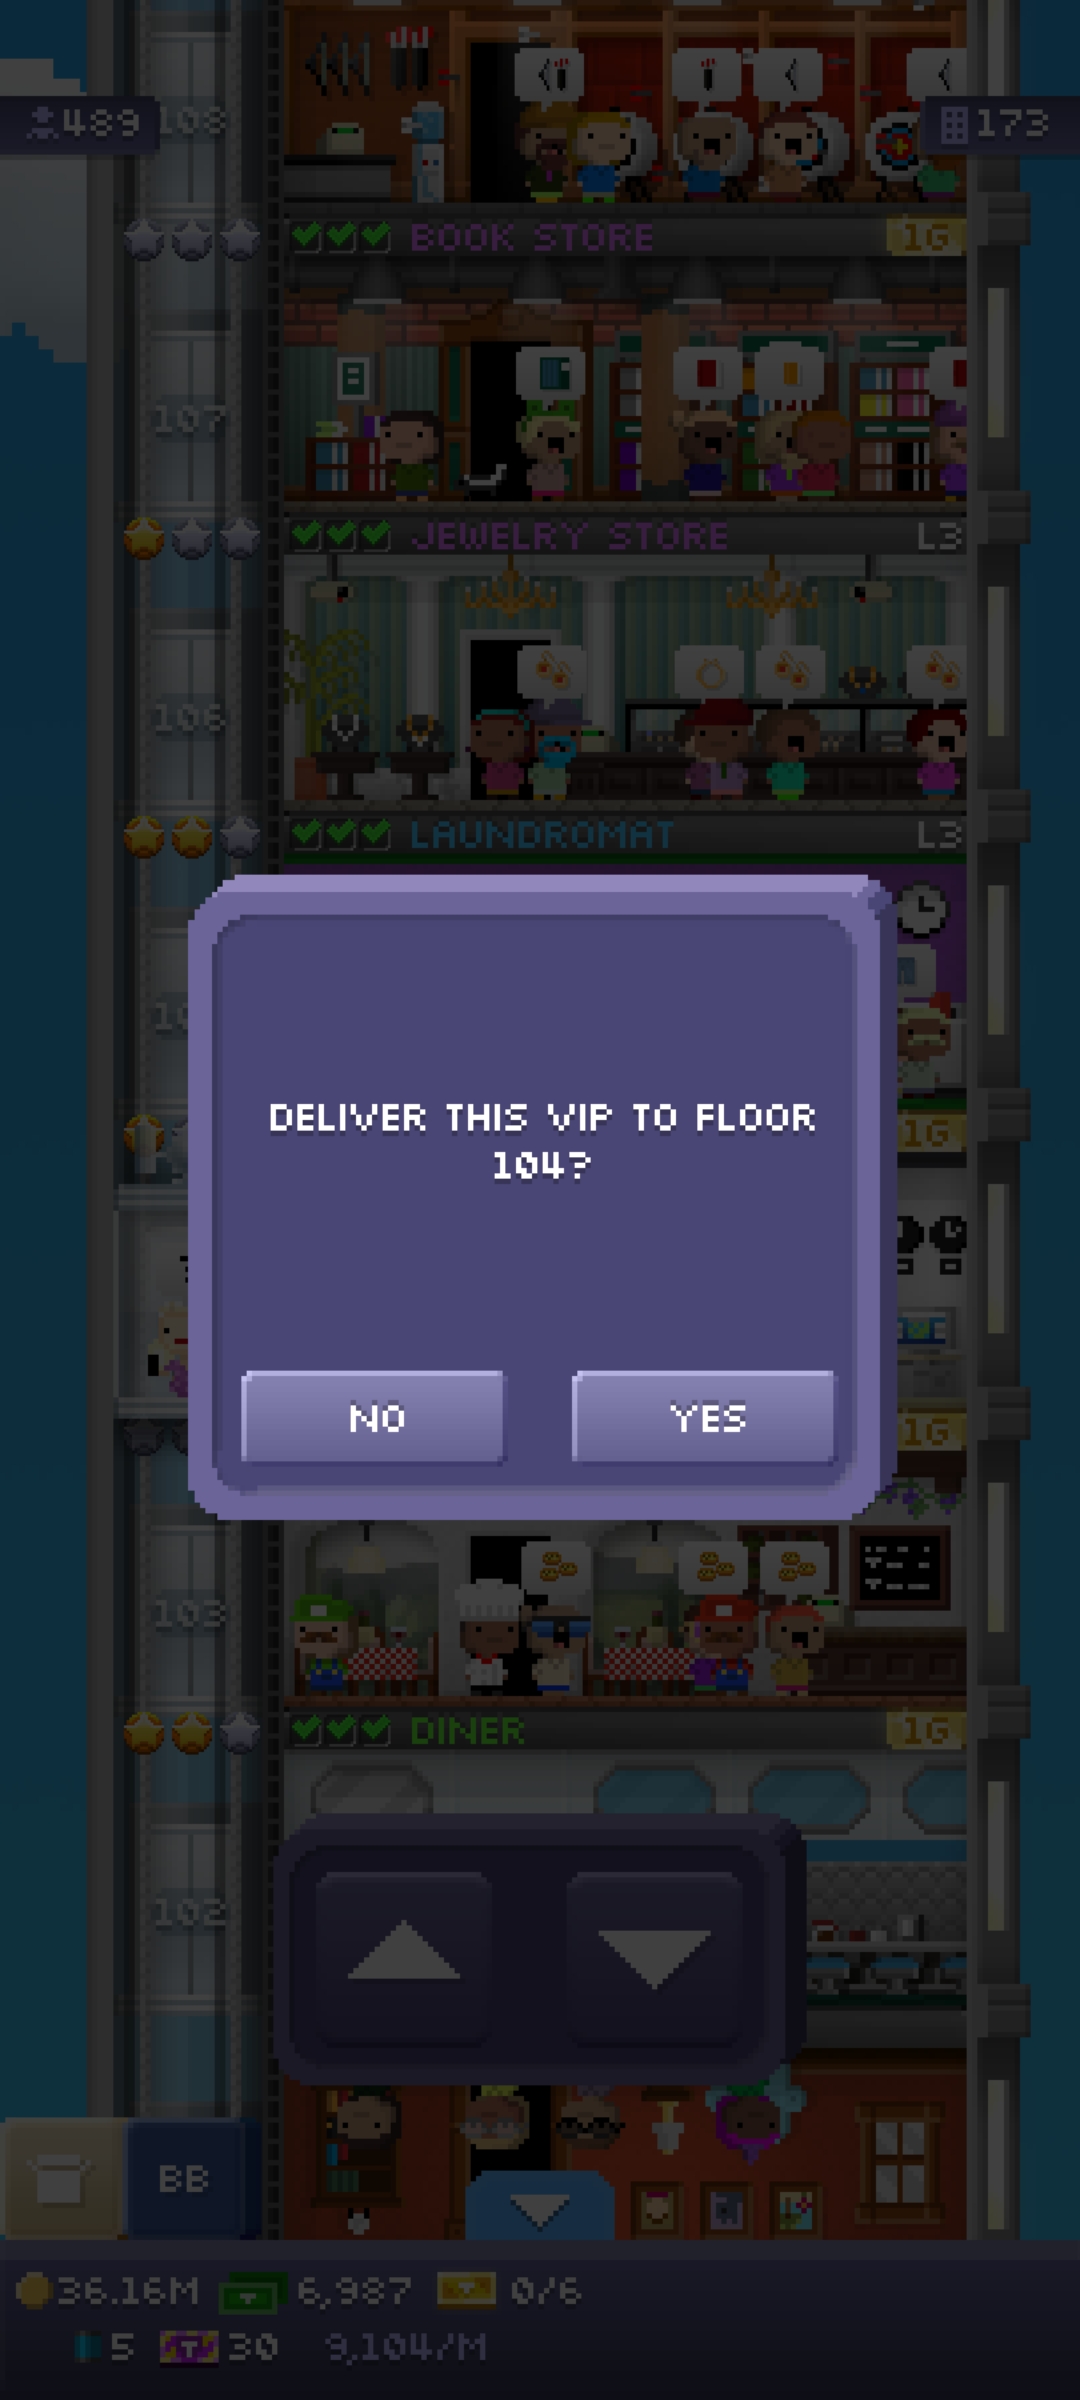 489
108
173
BOOK STORE
1G
107
JEWELRY STORE
L3
106
LAUNDROMAT
L3
1G
DELIVER THIS VIP TO FLOOR
104?
NO
YES
1G
103
DINER
1G
102
BB
36.16M
6,987
0/6
5
T
30
9,104/M